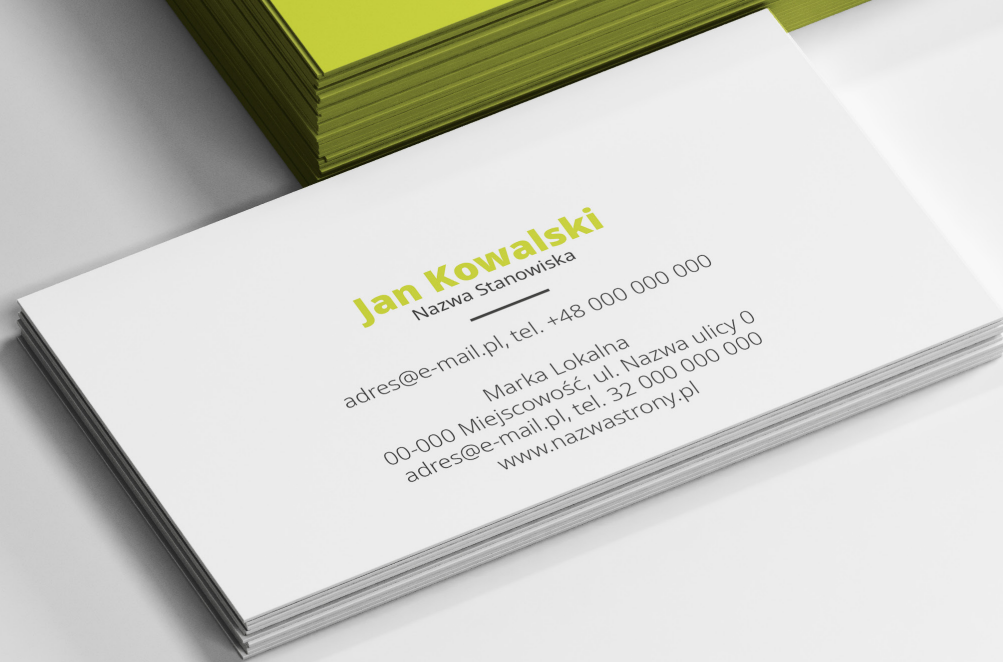 Jan Kowalski
Nazwa Stanowiska
adres@e-mail.pl, tel. +48 000 000 000
Marka Lokalna
00-000 Miejscowość, ul. Nazwa ulicy 0
adres@e-mail.pl, tel. 32 000 000 000
www.nazwastrony.pl